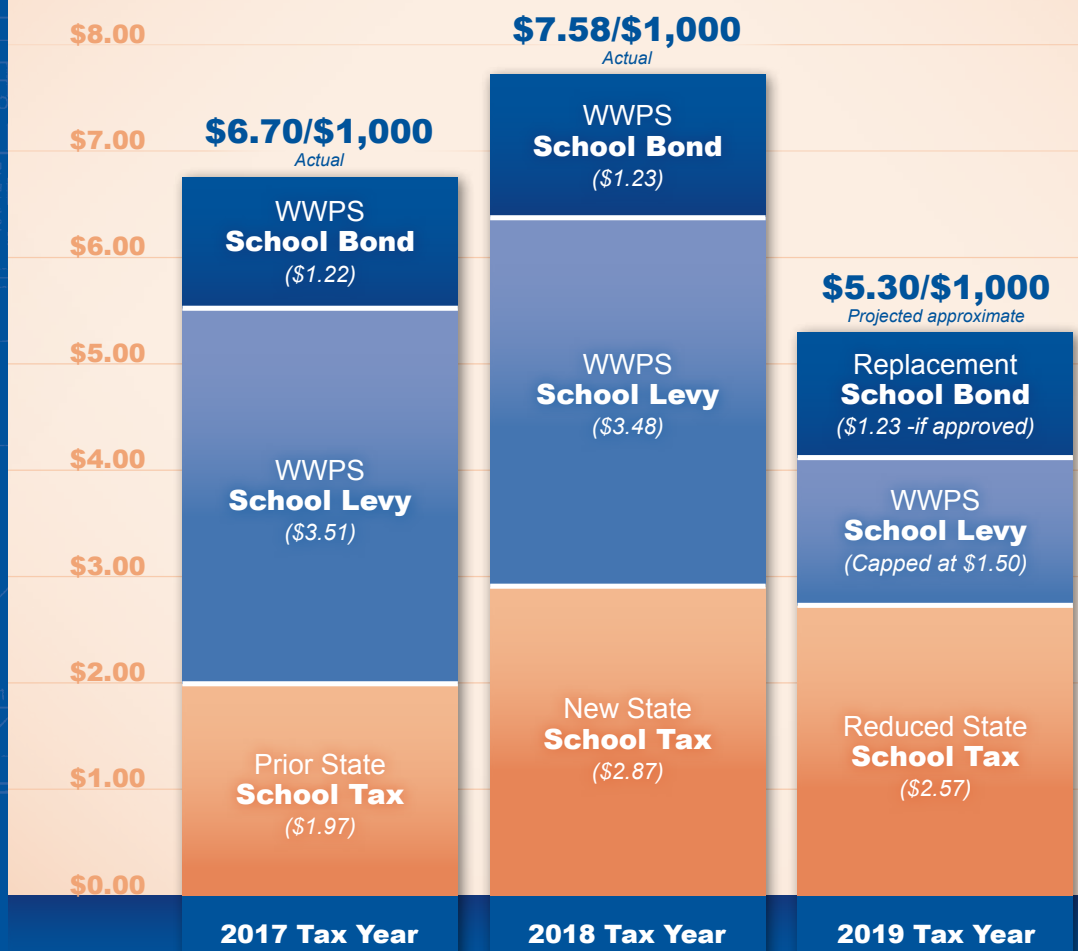 $8.00
$7.00
$6.00
$5.00
$4.00
$3.00
$2.00
$1.00
$0.00
$6.70/$1,000
Actual
WWPS
School Bond
($1.22)
WWPS
School Levy
($3.51)
Prior State
School Tax
($1.97)
2017 Tax Year
$7.58/$1,000
Actual
WWPS
School Bond
($1.23)
WWPS
School Levy
($3.48)
New State
School Tax
($2.87)
2018 Tax Year
$5.30/$1,000
Projected approximate
Replacement
School Bond
($1.23 -if approved)
WWPS
School Levy
(Capped at $1.50)
Reduced State
School Tax
($2.57)
2019 Tax Year